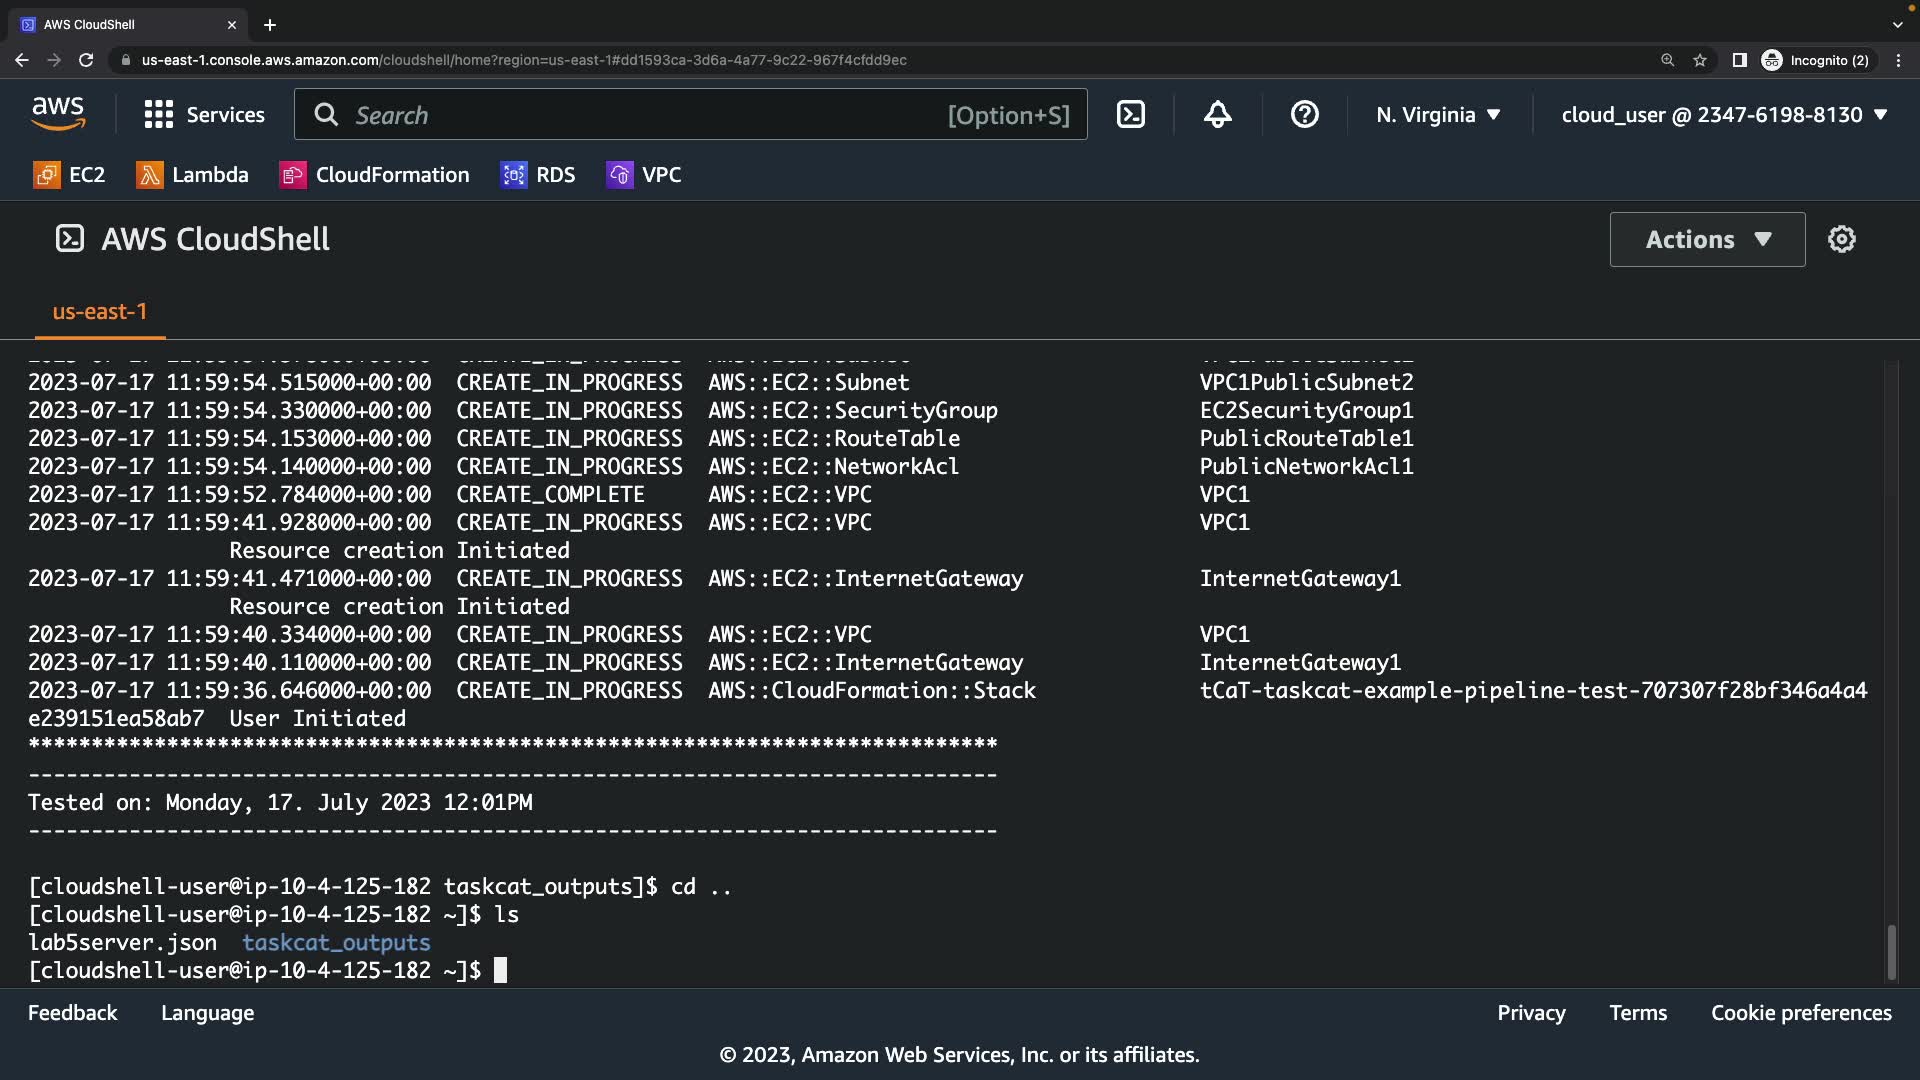 AWS CloudShell
us-east-1.console.aws.amazon.com/cloudshell/home?region=us-east-1#dd1593ca-3d6a-4a77-9c22-967f4cfdd9ec
Incognito (2)
aws
Services
Search
[Option+S]
N. Virginia
cloud_user @ 2347-6198-8130
EC2
Lambda
CloudFormation
RDS
VPC
AWS CloudShell
Actions
us-east-1
2023-07-17 11:59:54.515000+00:00  CREATE_IN_PROGRESS  AWS::EC2::Subnet                       VPC1PublicSubnet2
2023-07-17 11:59:54.330000+00:00  CREATE_IN_PROGRESS  AWS::EC2::SecurityGroup                EC2SecurityGroup1
2023-07-17 11:59:54.153000+00:00  CREATE_IN_PROGRESS  AWS::EC2::RouteTable                   PublicRouteTable1
2023-07-17 11:59:54.140000+00:00  CREATE_IN_PROGRESS  AWS::EC2::NetworkAcl                   PublicNetworkAcl1
2023-07-17 11:59:52.784000+00:00  CREATE_COMPLETE     AWS::EC2::VPC                          VPC1
2023-07-17 11:59:41.928000+00:00  CREATE_IN_PROGRESS  AWS::EC2::VPC                          VPC1
Resource creation Initiated
2023-07-17 11:59:41.471000+00:00  CREATE_IN_PROGRESS  AWS::EC2::InternetGateway              InternetGateway1
Resource creation Initiated
2023-07-17 11:59:40.334000+00:00  CREATE_IN_PROGRESS  AWS::EC2::VPC                          VPC1
2023-07-17 11:59:40.110000+00:00  CREATE_IN_PROGRESS  AWS::EC2::InternetGateway              InternetGateway1
2023-07-17 11:59:36.646000+00:00  CREATE_IN_PROGRESS  AWS::CloudFormation::Stack             tCaT-taskcat-example-pipeline-test-707307f28bf346a4a4
e239151ea58ab7  User Initiated
*****************************************************************************
-----------------------------------------------------------------------------
Tested on: Monday, 17. July 2023 12:01PM
-----------------------------------------------------------------------------
[cloudshell-user@ip-10-4-125-182 taskcat_outputs]$ cd ..
[cloudshell-user@ip-10-4-125-182 ~]$ ls
lab5server.json  taskcat_outputs
[cloudshell-user@ip-10-4-125-182 ~]$
Feedback
Language
Privacy
Terms
Cookie preferences
© 2023, Amazon Web Services, Inc. or its affiliates.